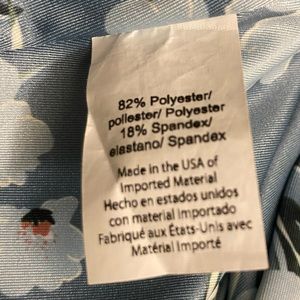 82% Polyester/
poliester/ Polyester
18% Spandex/
elastano/ Spandex
Made in the USA of
Imported Material
Hecho en estados unidos
con material Importado
Fabriqué aux États-Unis avec
Matérial Importé